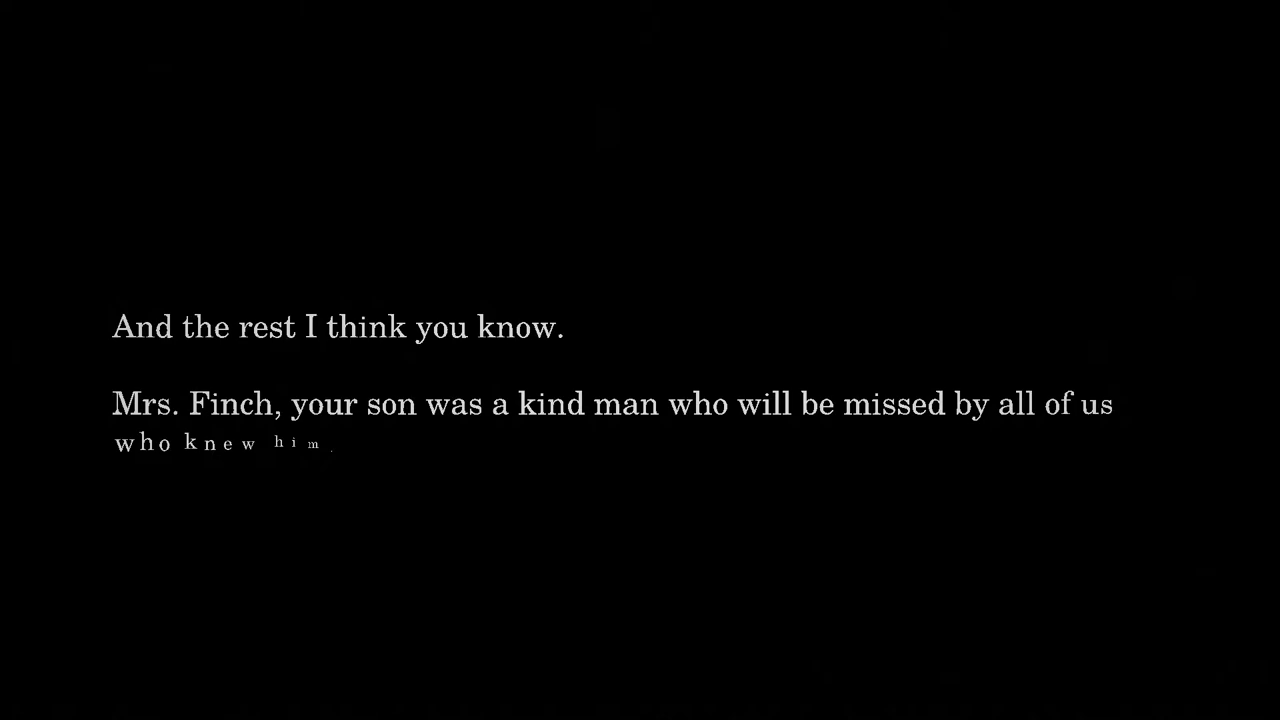 And the rest I think you know.
Mrs. Finch, your son was a kind man who will be missed by all of us
who knew him.